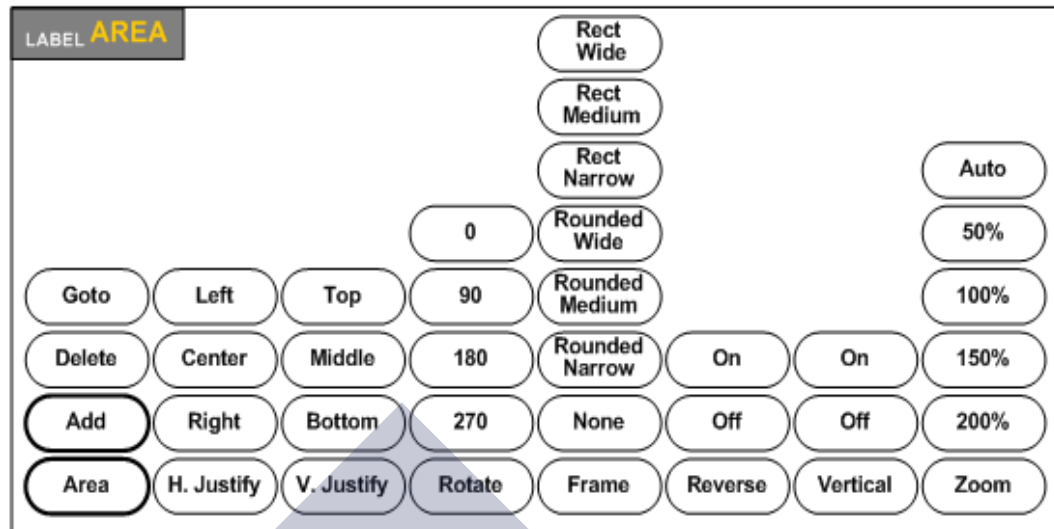 LABEL AREA
Rect
Wide
Rect
Medium
Rect
Narrow
Auto
0
Rounded
Wide
50%
Goto
Left
Top
90
Rounded
Medium
100%
Delete
Center
Middle
180
Rounded
Narrow
On
On
150%
Add
Right
Bottom
270
None
Off
Off
200%
Area
H. Justify
V. Justify
Rotate
Frame
Reverse
Vertical
Zoom